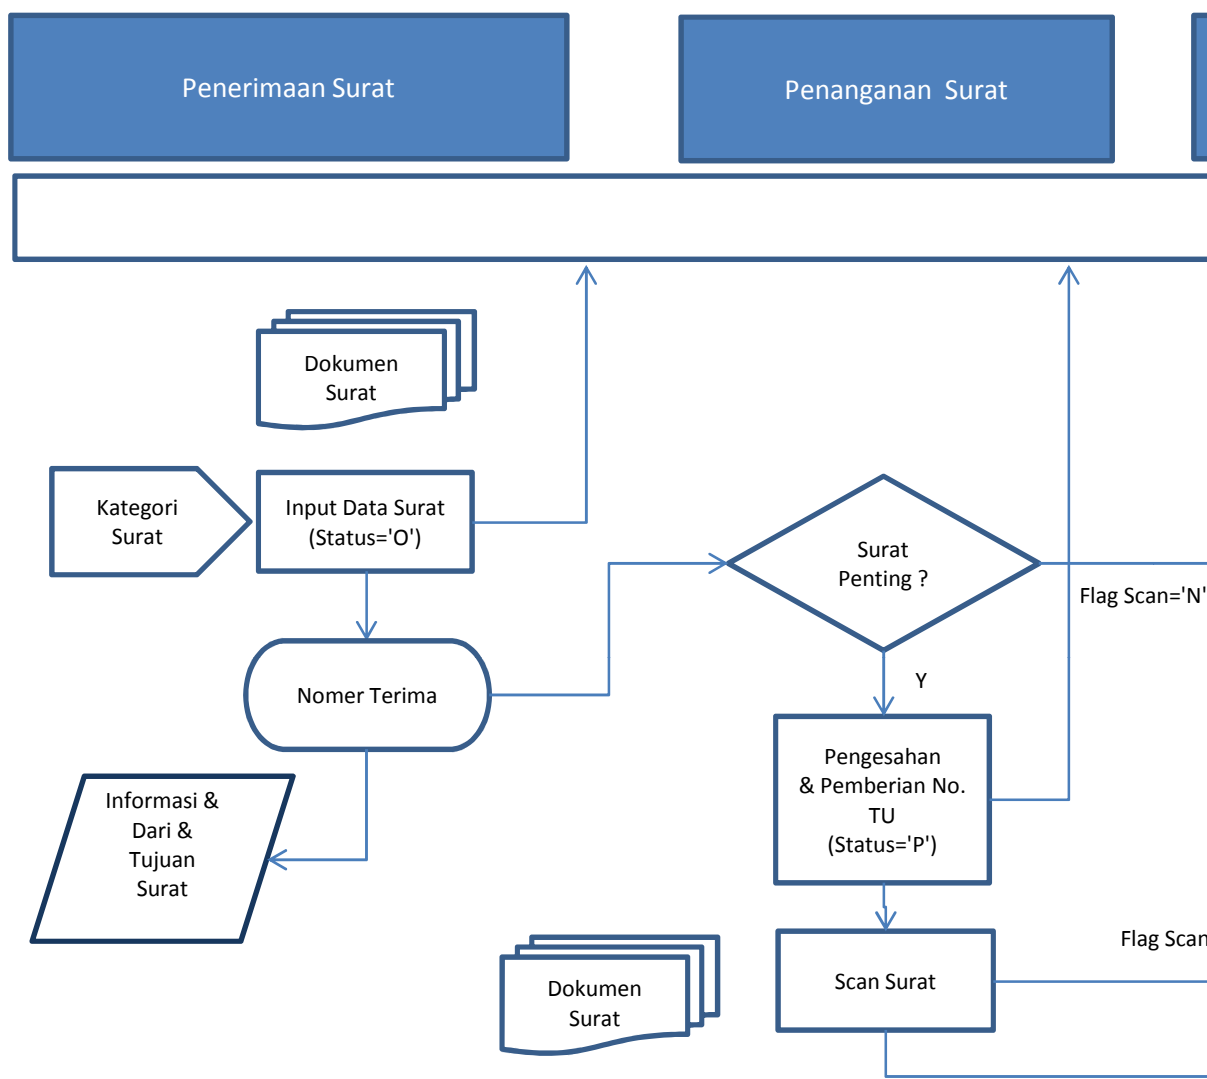 Penerimaan Surat
Penanganan Surat
Dokumen
Surat
Kategori
Surat
Input Data Surat
(Status='O')
Surat
Penting ?
Flag Scan='N'
Y
Nomer Terima
Pengesahan
& Pemberian No.
TU
(Status='P')
Informasi &
Dari &
Tujuan
Surat
Flag Scan
Scan Surat
Dokumen
Surat